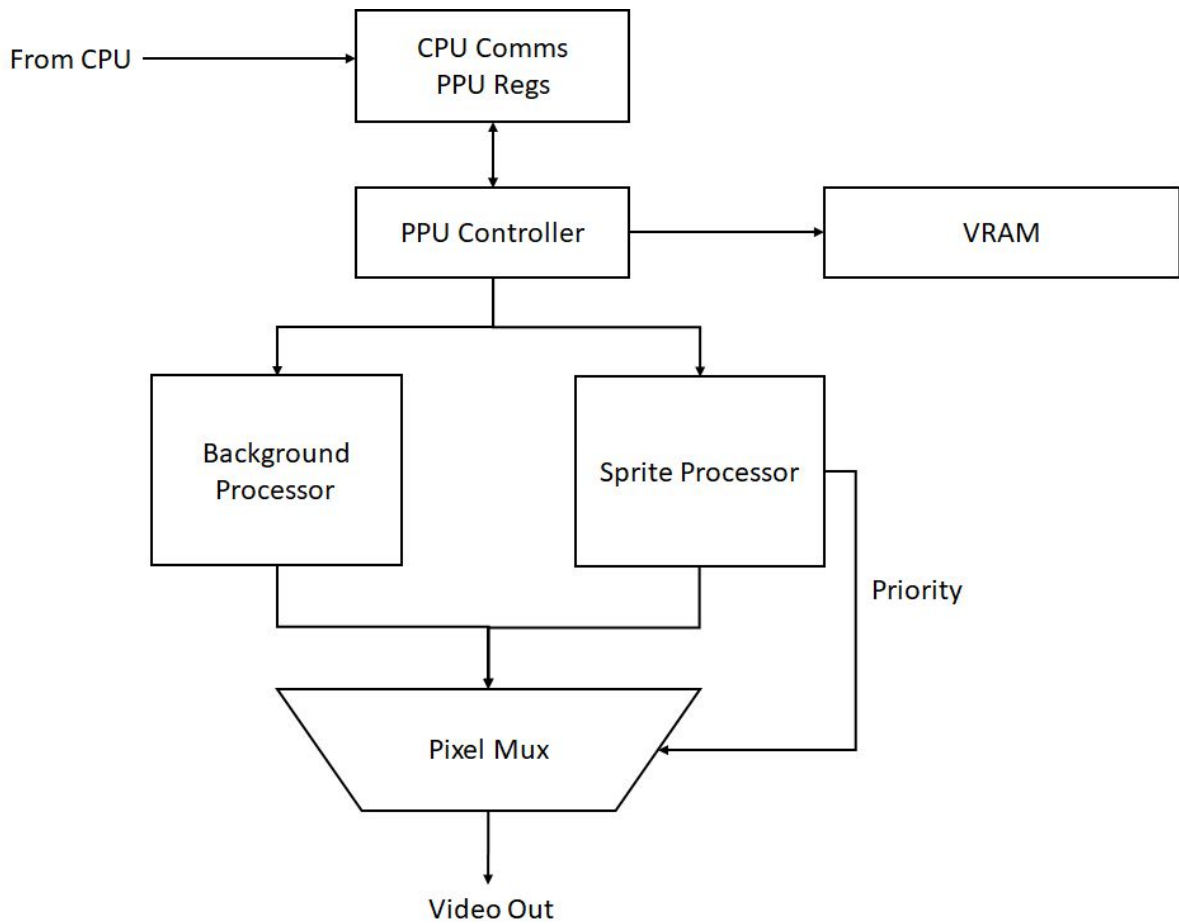 From CPU
CPU Comms
PPU Regs
PPU Controller
VRAM
Background
Processor
Sprite Processor
Priority
Pixel Mux
Video Out